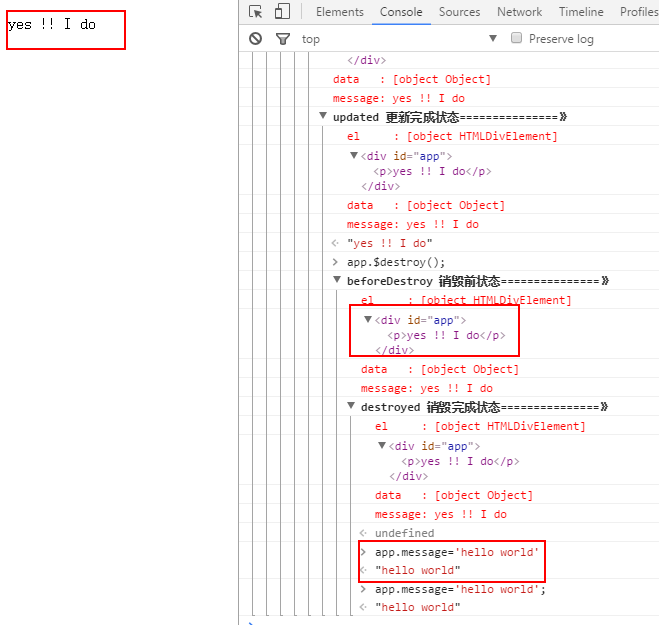 yes !! I do
Elements Console Sources Network Timeline Profiles
top Preserve log
</div>
data : [object Object]
message: yes !! I do
updated 更新完成状态===============》
el : [object HTMLDivElement]
<div id="app">
<p>yes !! I do</p>
</div>
data : [object Object]
message: yes !! I do
"yes !! I do"
app.$destroy();
beforeDestroy 销毁前状态===============》
el : [object HTMLDivElement]
<div id="app">
<p>yes !! I do</p>
</div>
data : [object Object]
message: yes !! I do
destroyed 销毁完成状态===============》
el : [object HTMLDivElement]
<div id="app">
<p>yes !! I do</p>
</div>
data : [object Object]
message: yes !! I do
undefined
app.message='hello world'
"hello world"
app.message='hello world';
"hello world"